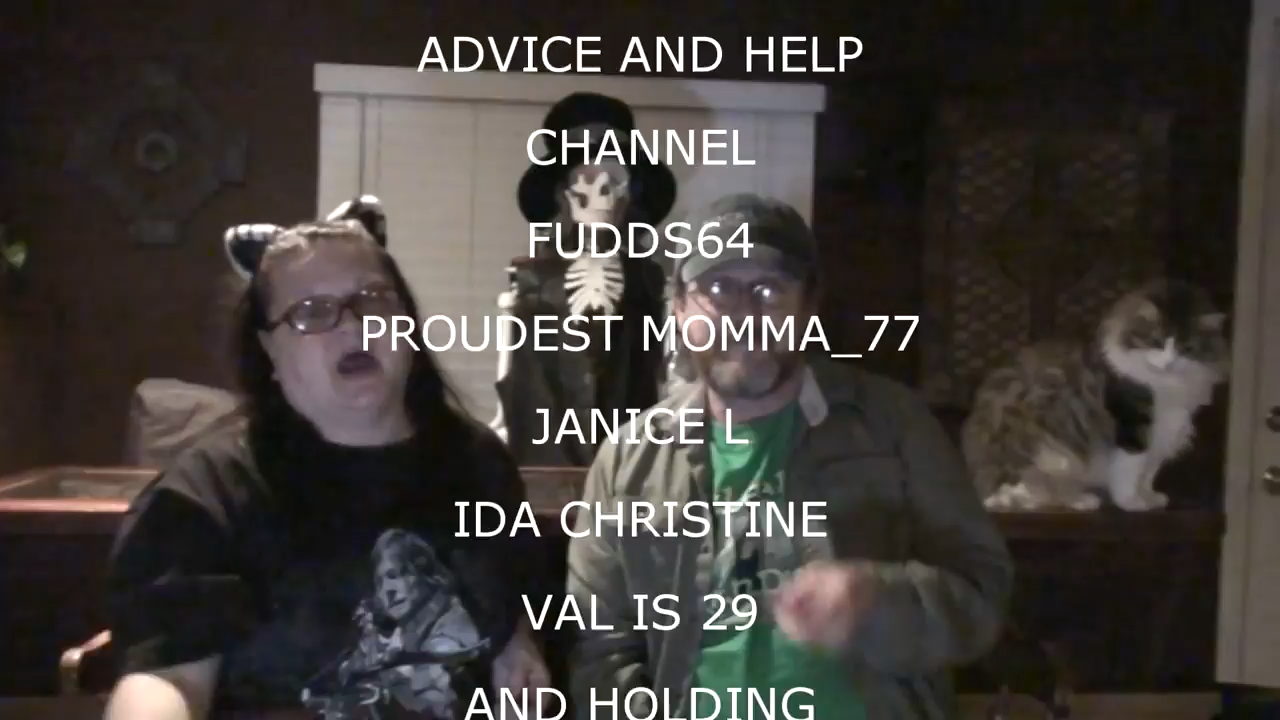 ADVICE AND HELP
CHANNEL
FUDDS64
PROUDEST MOMMA_77
JANICE L
IDA CHRISTINE
VAL IS 29
AND HOLDING